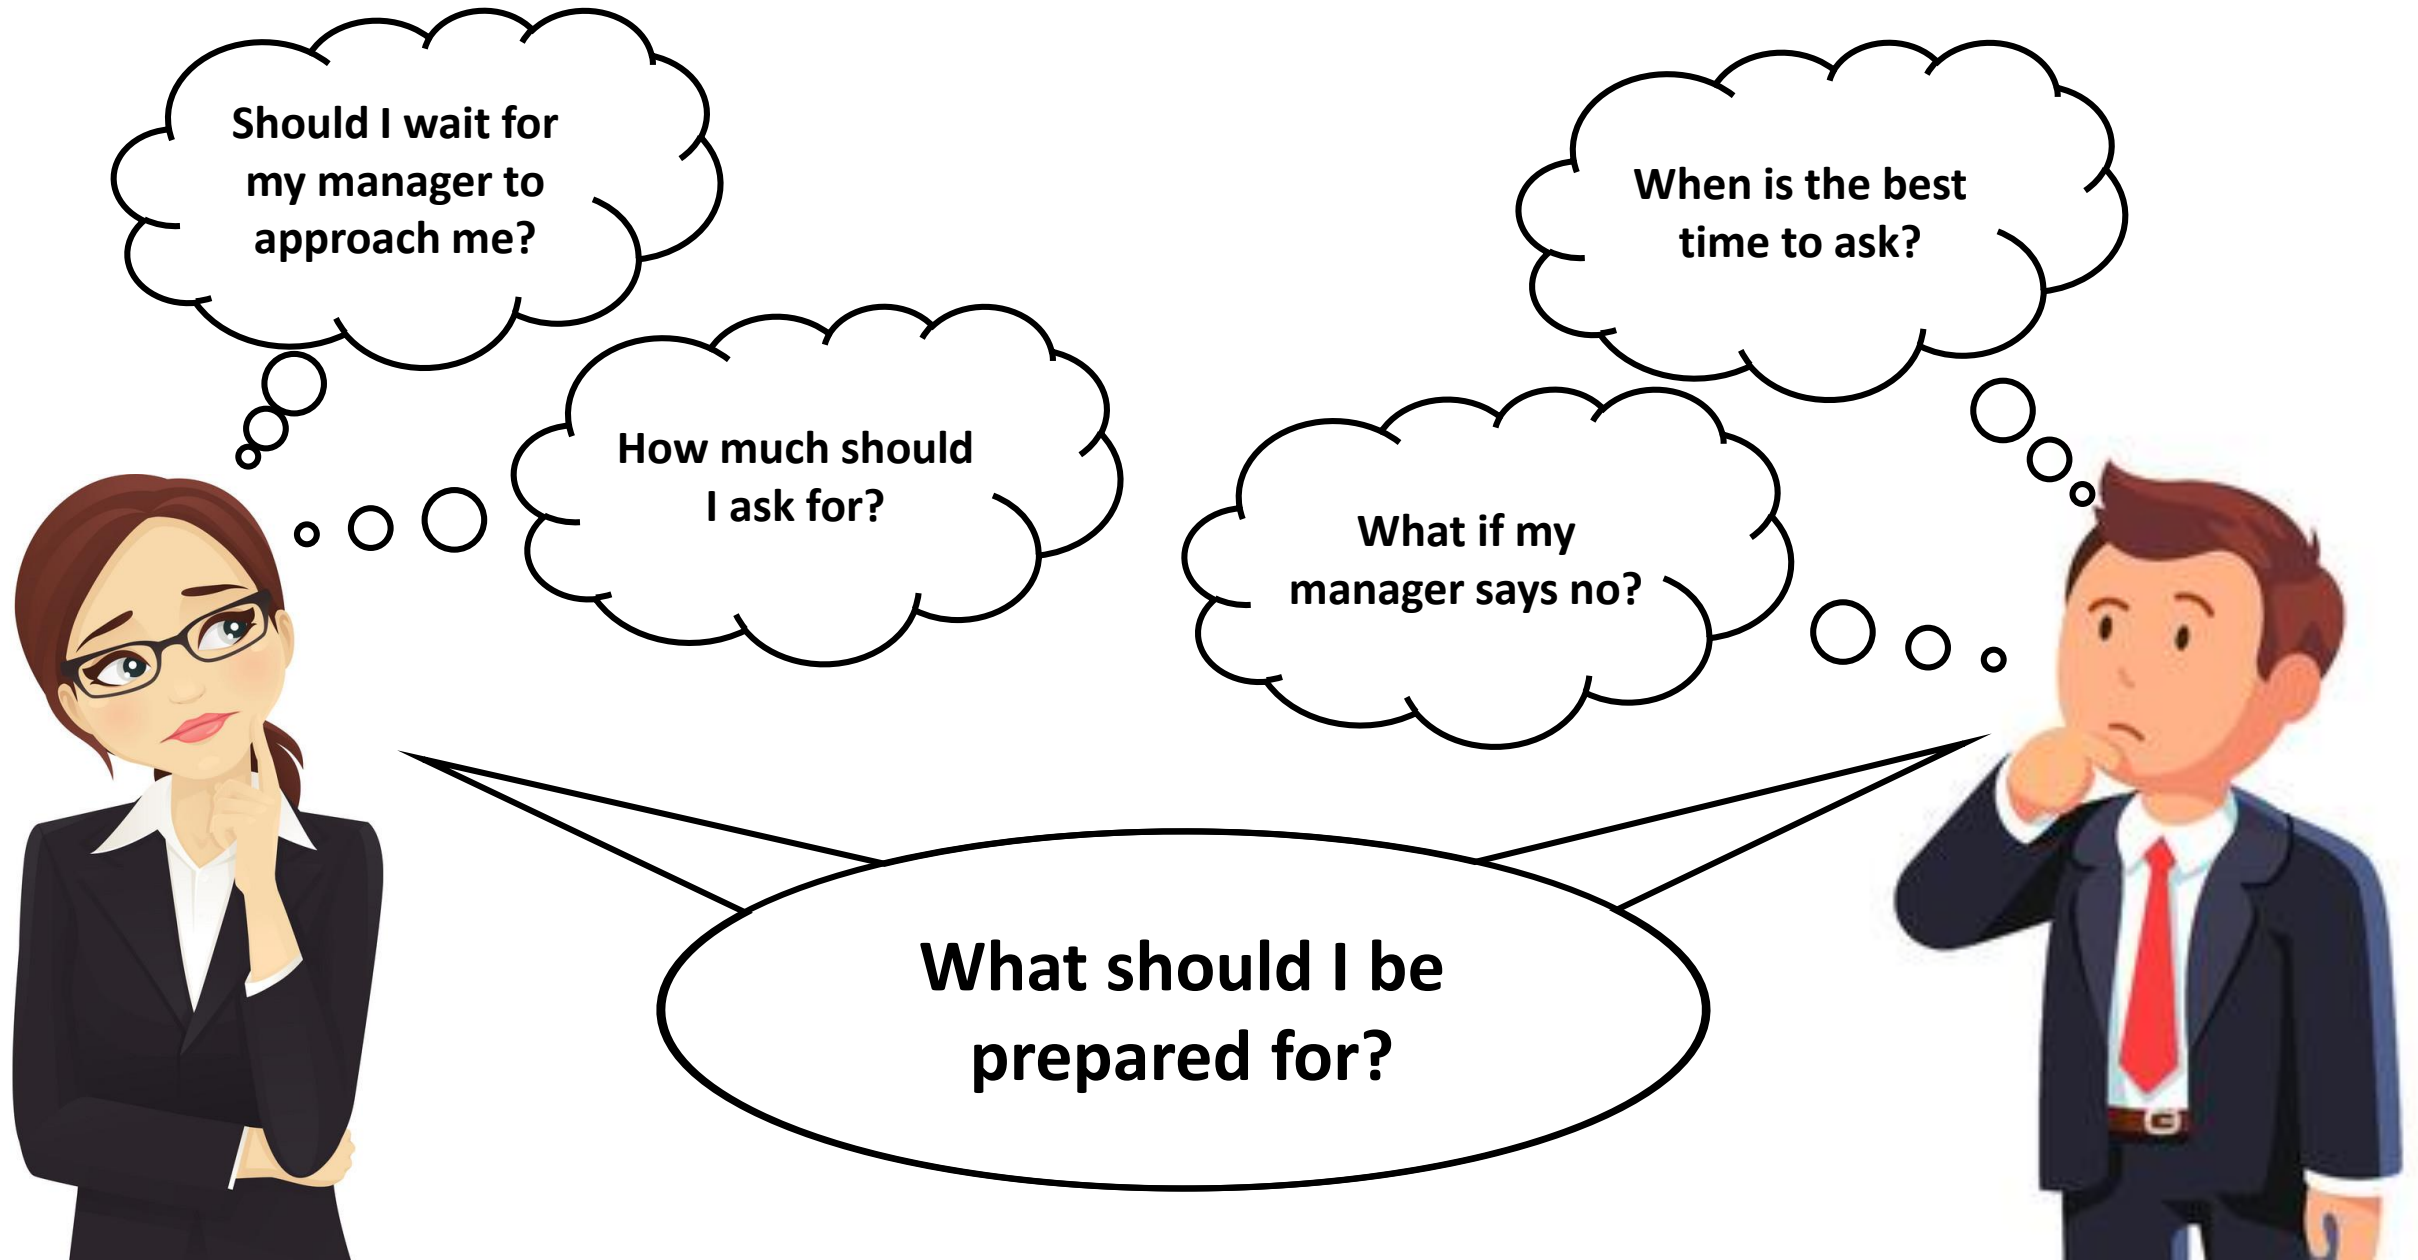 Should I wait for
my manager to
approach me?
How much should
I ask for?
When is the best
time to ask?
What if my
manager says no?
What should I be
prepared for?